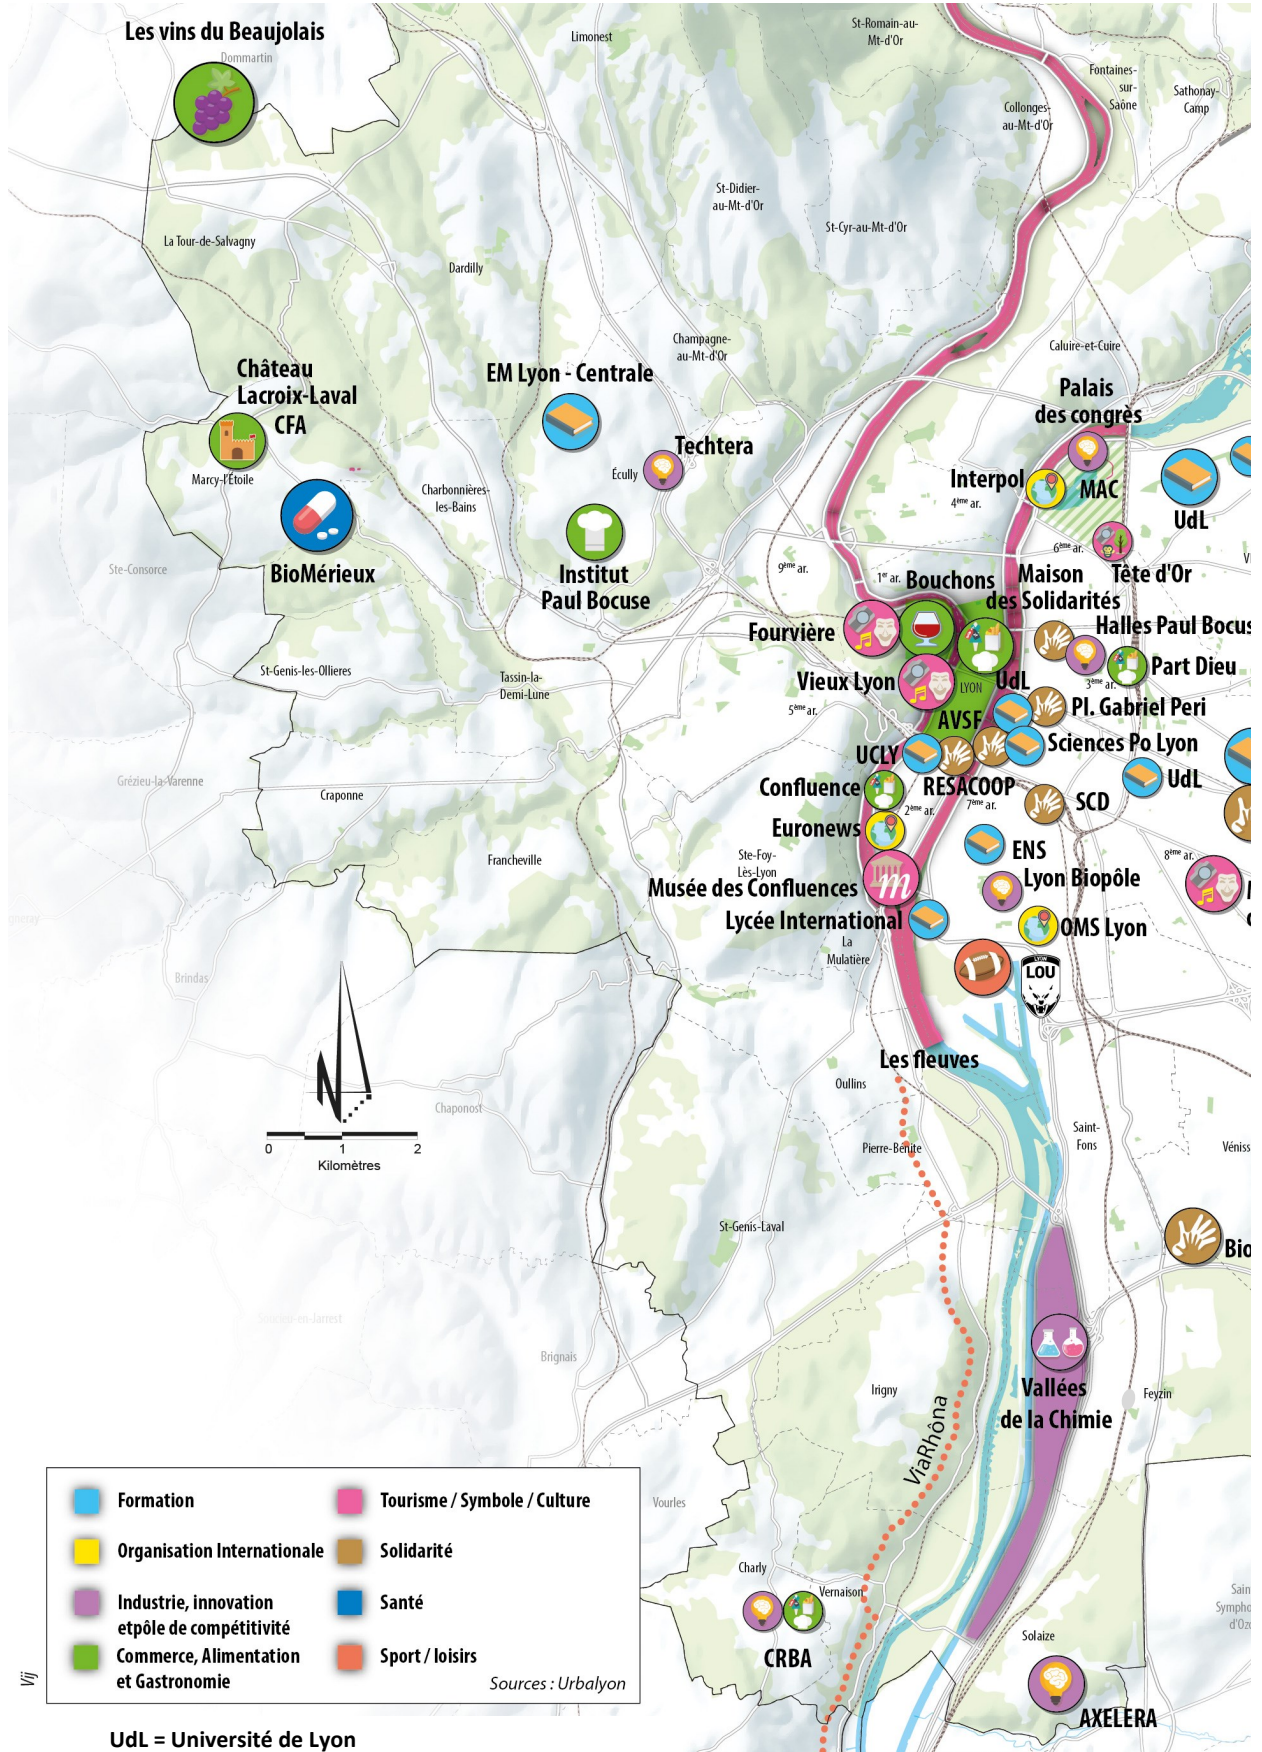 Les vins du Beaujolais
Dommartin
Limonest
St-Romain-au-
Mt-d'Or
Fontaines-
sur-
Saône
Sathonay-
Camp
Collonges-
au-Mt-d'Or
St-Didier-
au-Mt-d'Or
St-Cyr-au-Mt-d'Or
La Tour-de-Salvagny
Dardilly
Champagne-
au-Mt-d'Or
Caluire-et-Cuire
Château
Lacroix-Laval
CFA
EM Lyon - Centrale
Palais
des congrès
Techtera
Écully
Marcy-l'Étoile
Charbonnières-
les-Bains
Interpol
4ème ar.
MAC
UdL
BioMérieux
Institut
Paul Bocuse
Ste-Consorce
9ème ar.
6ème ar.
Tête d'Or
1er ar.
Bouchons
Maison
des Solidarités
Fourvière
Halles Paul Bocus
Part Dieu
3ème ar.
St-Genis-les-Ollieres
Tassin-la-
Demi-Lune
Vieux Lyon
LYON
UdL
5ème ar.
AVSF
Pl. Gabriel Peri
UCLY
Sciences Po Lyon
Grézieu-la-Varenne
Craponne
Confluence
RESACOOP
UdL
2ème ar.
7ème ar.
SCD
Euronews
Francheville
Ste-Foy-
Lès-Lyon
ENS
8ème ar.
Musée des Confluences
m
Lyon Biopôle
Lycée International
OMS Lyon
La
Mulatière
Brindas
LYON
LOU
Les fleuves
Oullins
Chaponost
N
0 1 2
Kilomètres
Pierre-Bénite
Saint-
Fons
Véniss
St-Genis-Laval
Bio
Brignais
Irigny
Vallées
de la Chimie
Feyzin
ViaRhôna
Vourles
Charly
Vernaison
CRBA
Solaize
Sain
Sympho
d'Ozo
AXELERA
Formation
Tourisme / Symbole / Culture
Organisation Internationale
Solidarité
Industrie, innovation
etpôle de compétitivité
Santé
Commerce, Alimentation
et Gastronomie
Sport / loisirs
Sources : Urbalyon
Vij
UdL = Université de Lyon